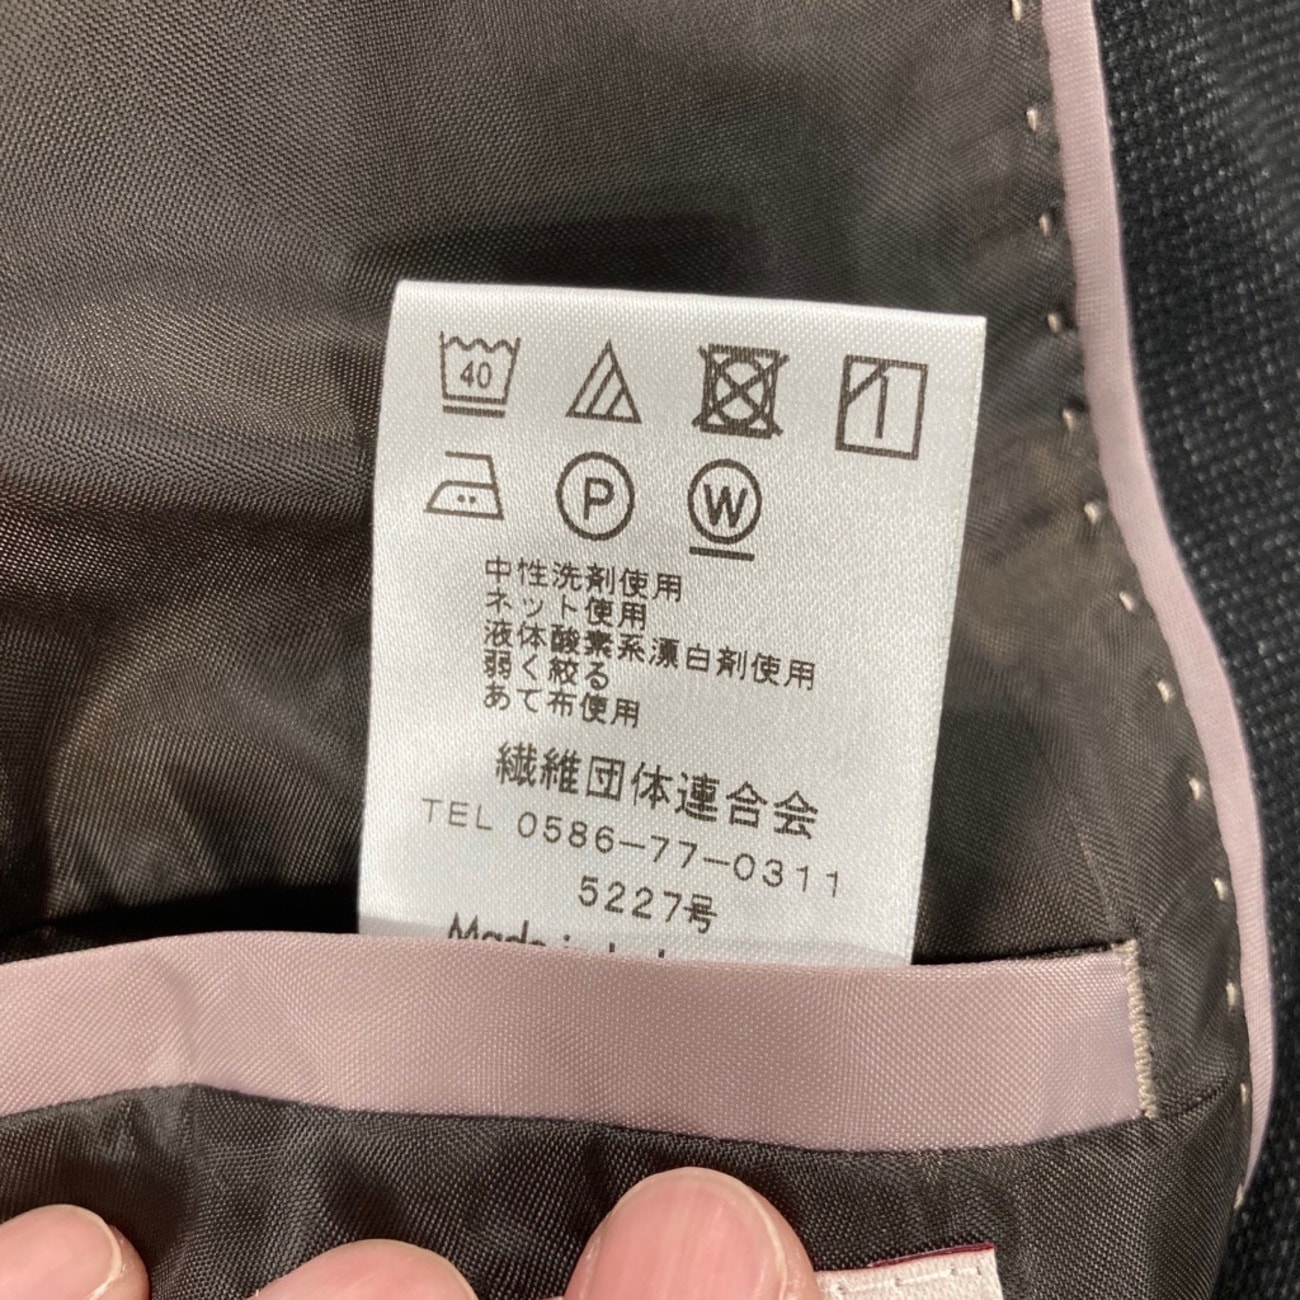 40
P W
中性洗剤使用
ネット使用
液体酸素系漂白剤使用
弱く絞る
あて布使用
繊維団体連合会
TEL 0586-77-0311
5227号
Made in